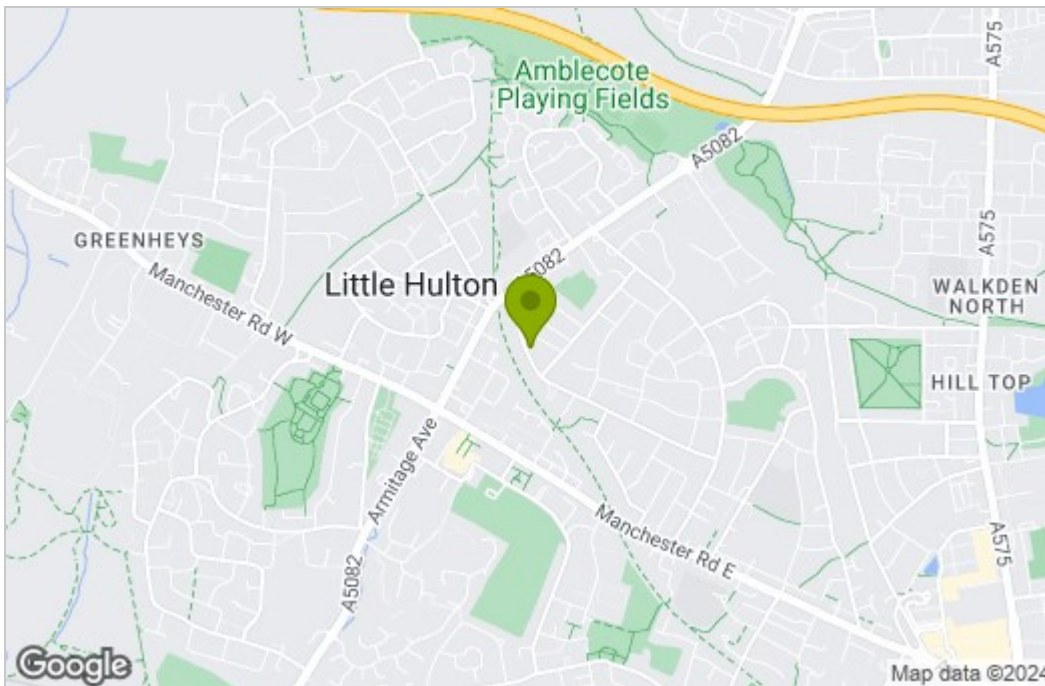 A575
Amblecote
Playing Fields
A5082
GREENHEYS
5082
A575
Manchester Rd W
Little Hulton
WALKDEN
NORTH
HILL TOP
Armitage Ave
A5082
Manchester Rd E
A575
Google
Map data ©2024